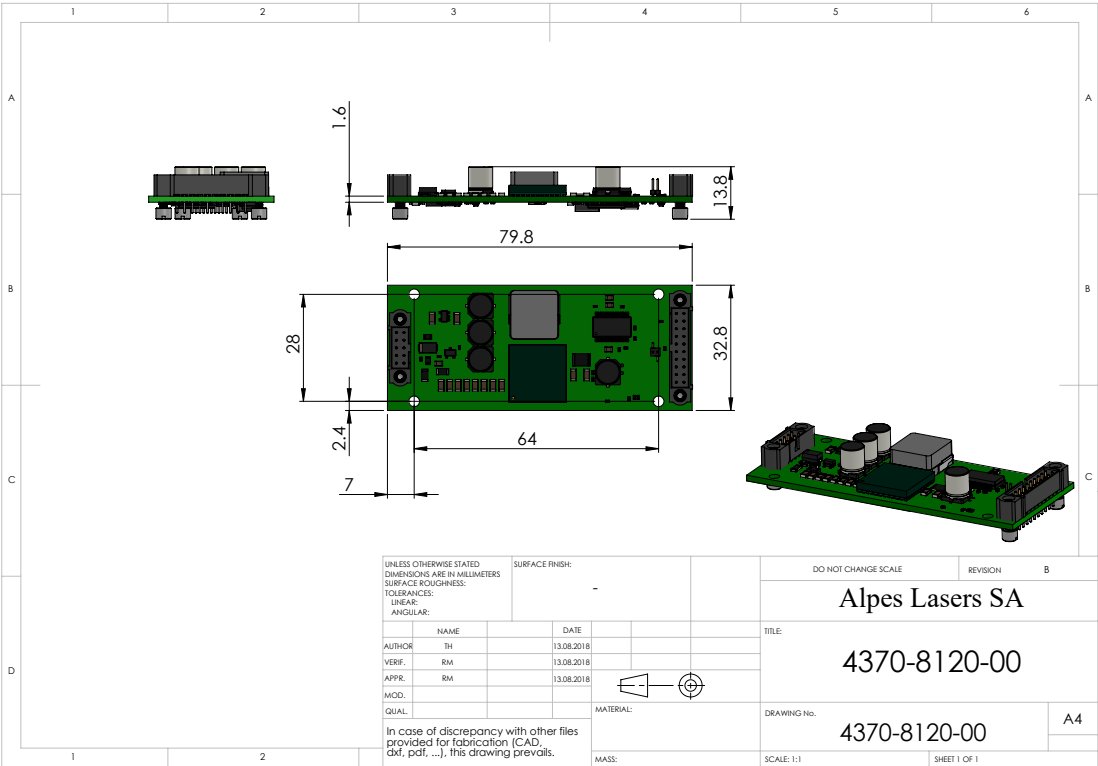 1 2 3 4 5 6
A A
1.6
13.8
79.8
B B
28
32.8
2.4
64
7
C C
UNLESS OTHERWISE STATED
DIMENSIONS ARE IN MILLIMETERS
SURFACE ROUGHNESS:
TOLERANCES:
LINEAR:
ANGULAR:
SURFACE FINISH:
-
DO NOT CHANGE SCALE
REVISION B
Alpes Lasers SA
NAME DATE
AUTHOR TH 13.08.2018
VERIF. RM 13.08.2018
APPR. RM 13.08.2018
MOD.
QUAL.
TITLE:
4370-8120-00
D
In case of discrepancy with other files
provided for fabrication (CAD,
dxf, pdf, ...), this drawing prevails.
MATERIAL:
MASS:
DRAWING No.
4370-8120-00
A4
SCALE: 1:1
SHEET 1 OF 1
1 2